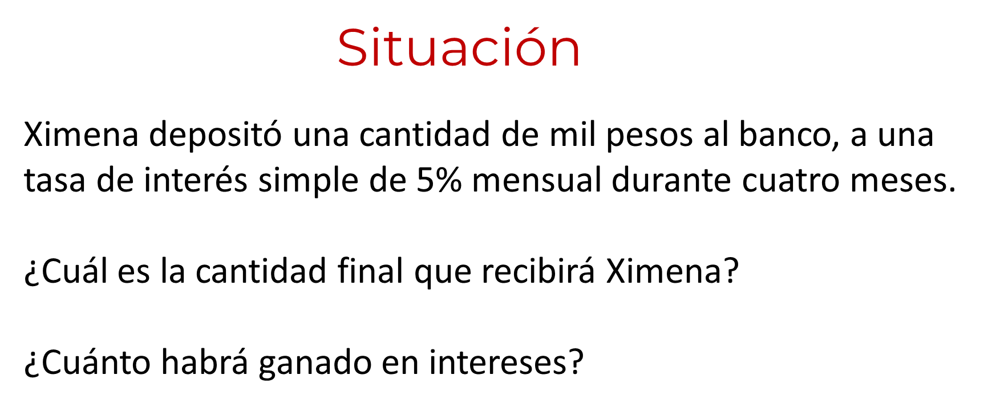 Situación
Ximena depositó una cantidad de mil pesos al banco, a una
tasa de interés simple de 5% mensual durante cuatro meses.
¿Cuál es la cantidad final que recibirá Ximena?
¿Cuánto habrá ganado en intereses?